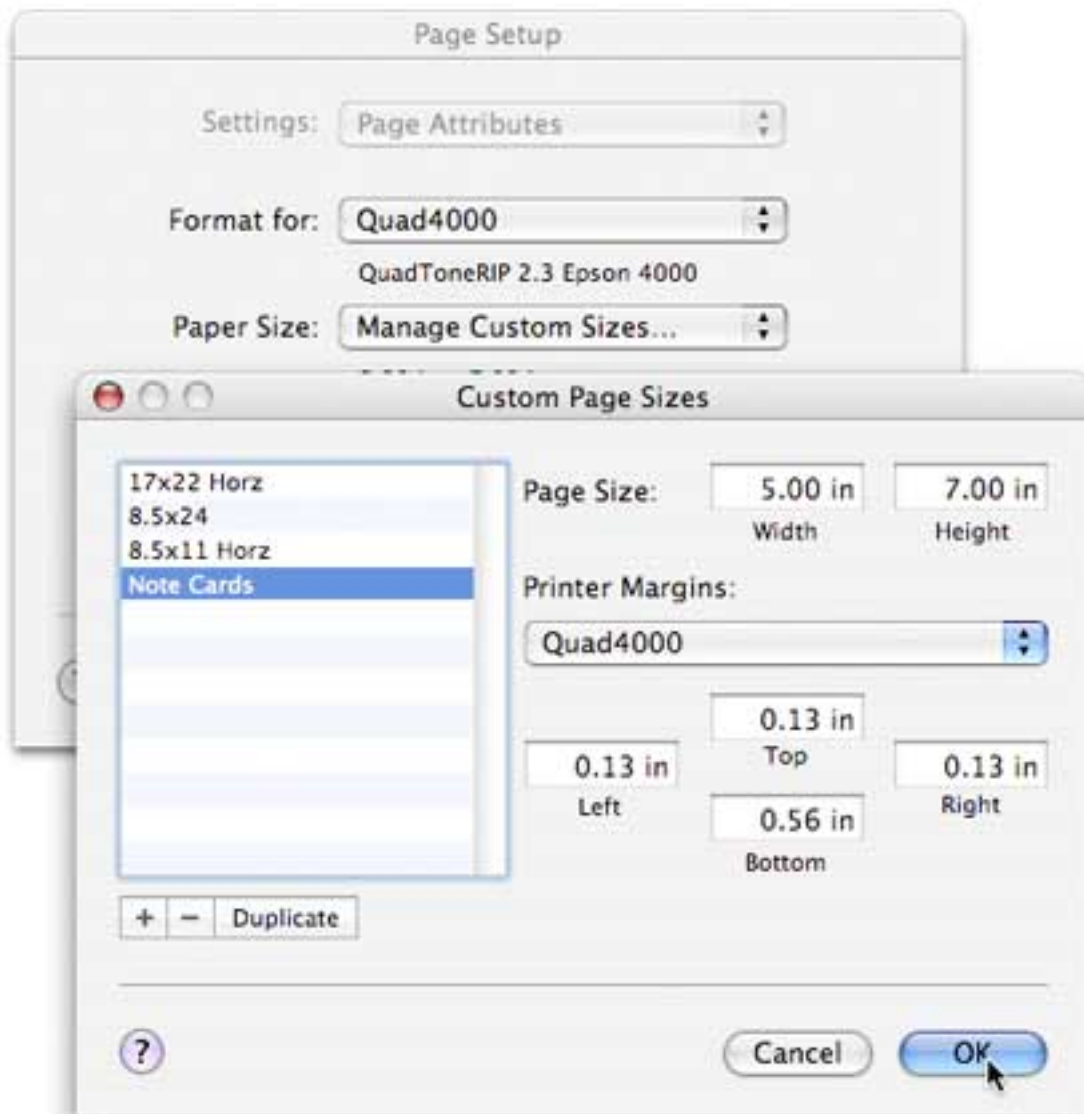 Page Setup
Settings: Page Attributes
Format for: Quad4000
QuadToneRIP 2.3 Epson 4000
Paper Size: Manage Custom Sizes...
Custom Page Sizes
17x22 Horz
8.5x24
8.5x11 Horz
Note Cards
Page Size: 5.00 in 7.00 in
Width Height
Printer Margins:
Quad4000
0.13 in
Top
0.13 in
Left
0.13 in
Right
0.56 in
Bottom
+ − Duplicate
? Cancel OK